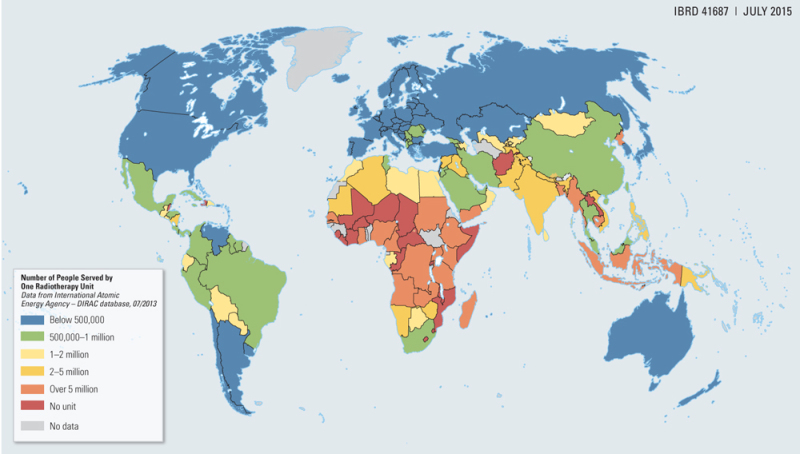 IBRD 41687 | JULY 2015
Number of People Served by
One Radiotherapy Unit
Data from International Atomic
Energy Agency – DIRAC database, 07/2013
Below 500,000
500,000–1 million
1–2 million
2–5 million
Over 5 million
No unit
No data